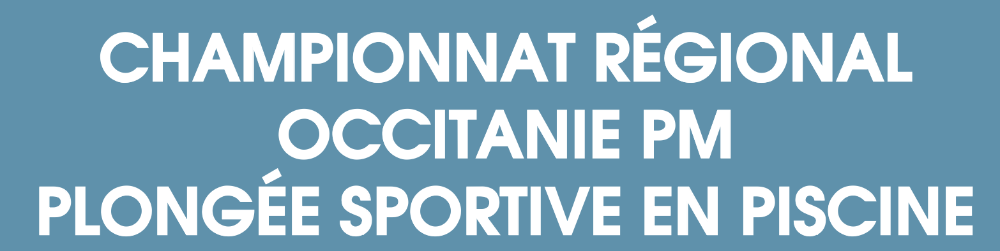 CHAMPIONNAT RÉGIONAL
OCCITANIE PM
PLONGÉE SPORTIVE EN PISCINE